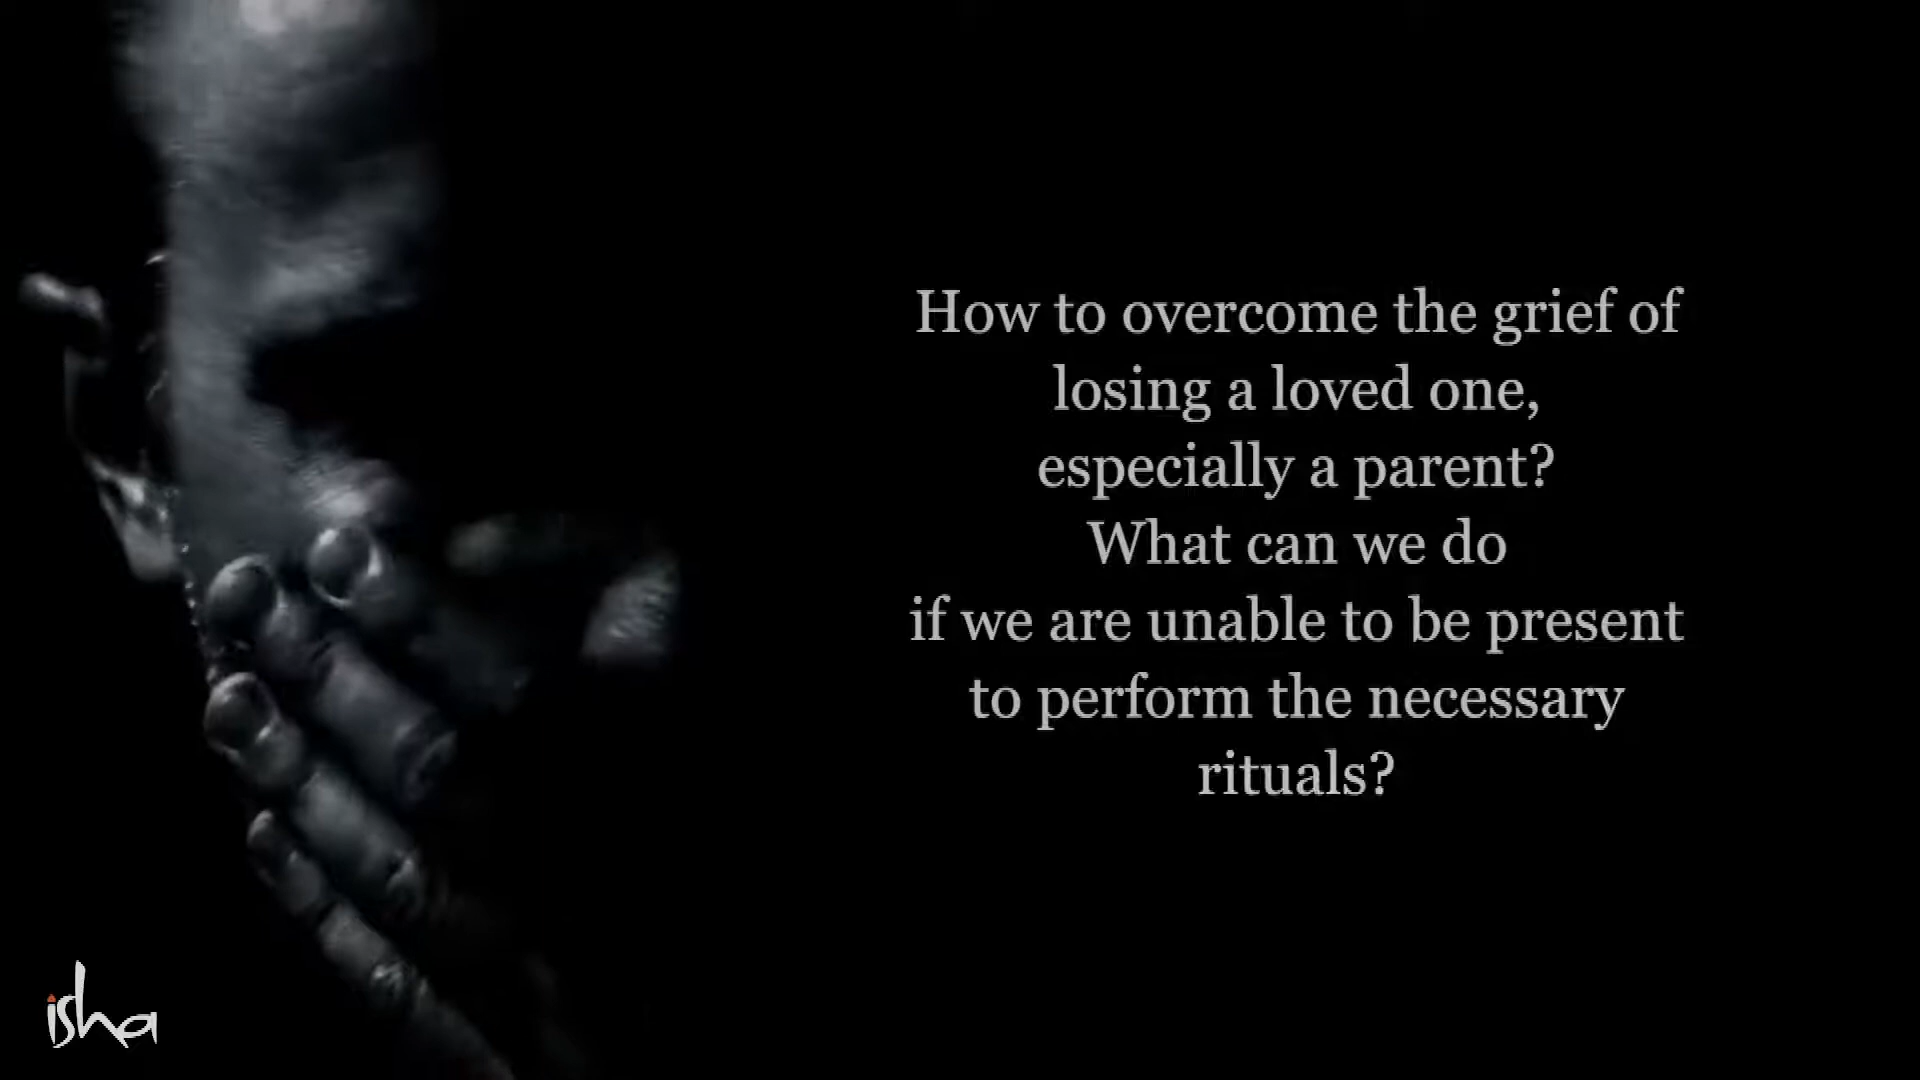 How to overcome the grief of
losing a loved one,
especially a parent?
What can we do
if we are unable to be present
to perform the necessary
rituals?
isha